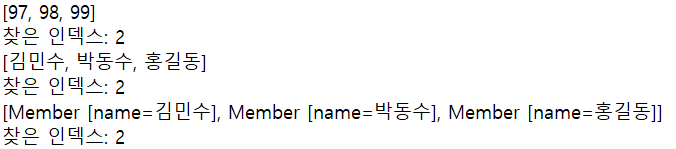 [97, 98, 99]
찾은 인덱스: 2
[김민수, 박동수, 홍길동]
찾은 인덱스: 2
[Member [name=김민수], Member [name=박동수], Member [name=홍길동]]
찾은 인덱스: 2